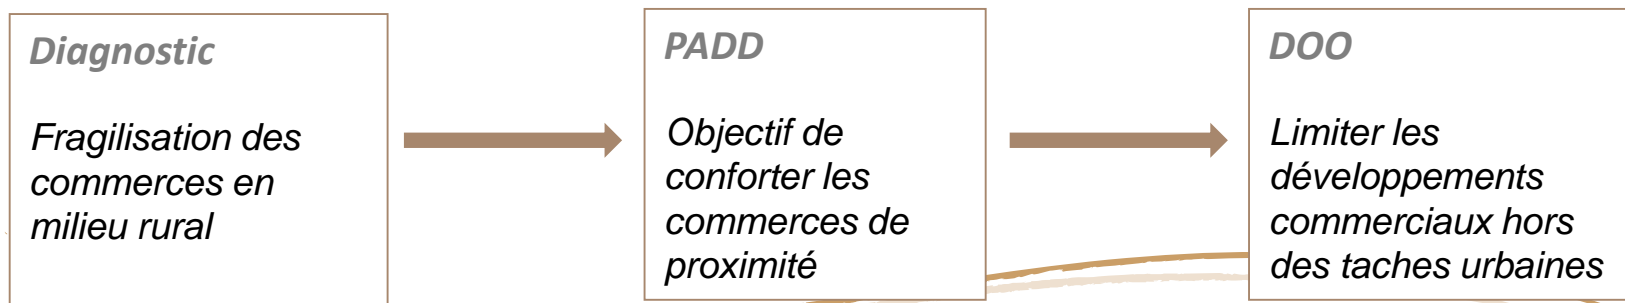 Diagnostic
Fragilisation des
commerces en
milieu rural
PADD
Objectif de
conforter les
commerces de
proximité
DOO
Limiter les
développements
commerciaux hors
des taches urbaines